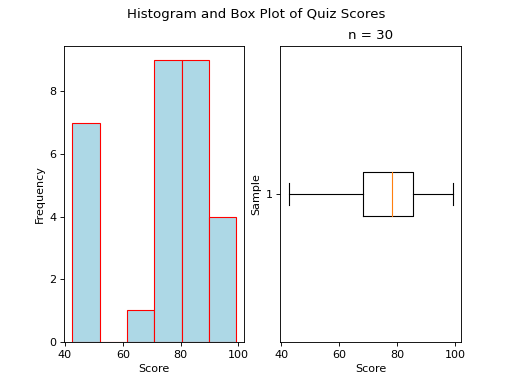 Histogram and Box Plot of Quiz Scores
n = 30
8
6
4
2
0
Frequency
40 60 80 100
Score
Sample
1
40 60 80 100
Score